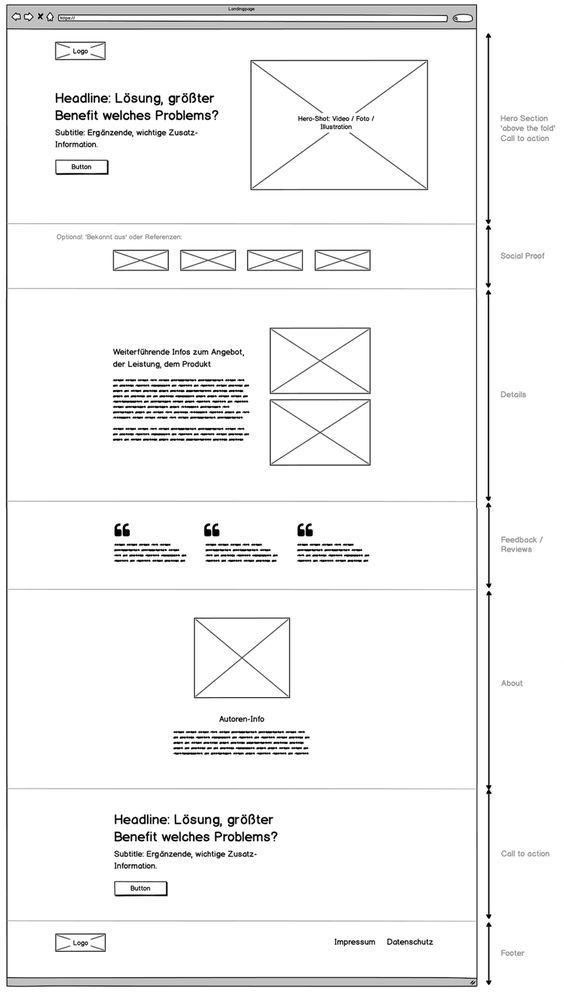 Landingpage
https://
Logo
Headline: Lösung, größter
Benefit welches Problems?
Subtitle: Ergänzende, wichtige Zusatz-
Information.
Button
Hero-Shot: Video / Foto /
Illustration
Hero Section
'above the fold'
Call to action
Optional: 'Bekannt aus' oder Referenzen:
Social Proof
Weiterführende Infos zum Angebot,
der Leistung, dem Produkt
Details
Feedback /
Reviews
Autoren-Info
About
Headline: Lösung, größter
Benefit welches Problems?
Subtitle: Ergänzende, wichtige Zusatz-
Information.
Button
Call to action
Logo
Impressum Datenschutz
Footer